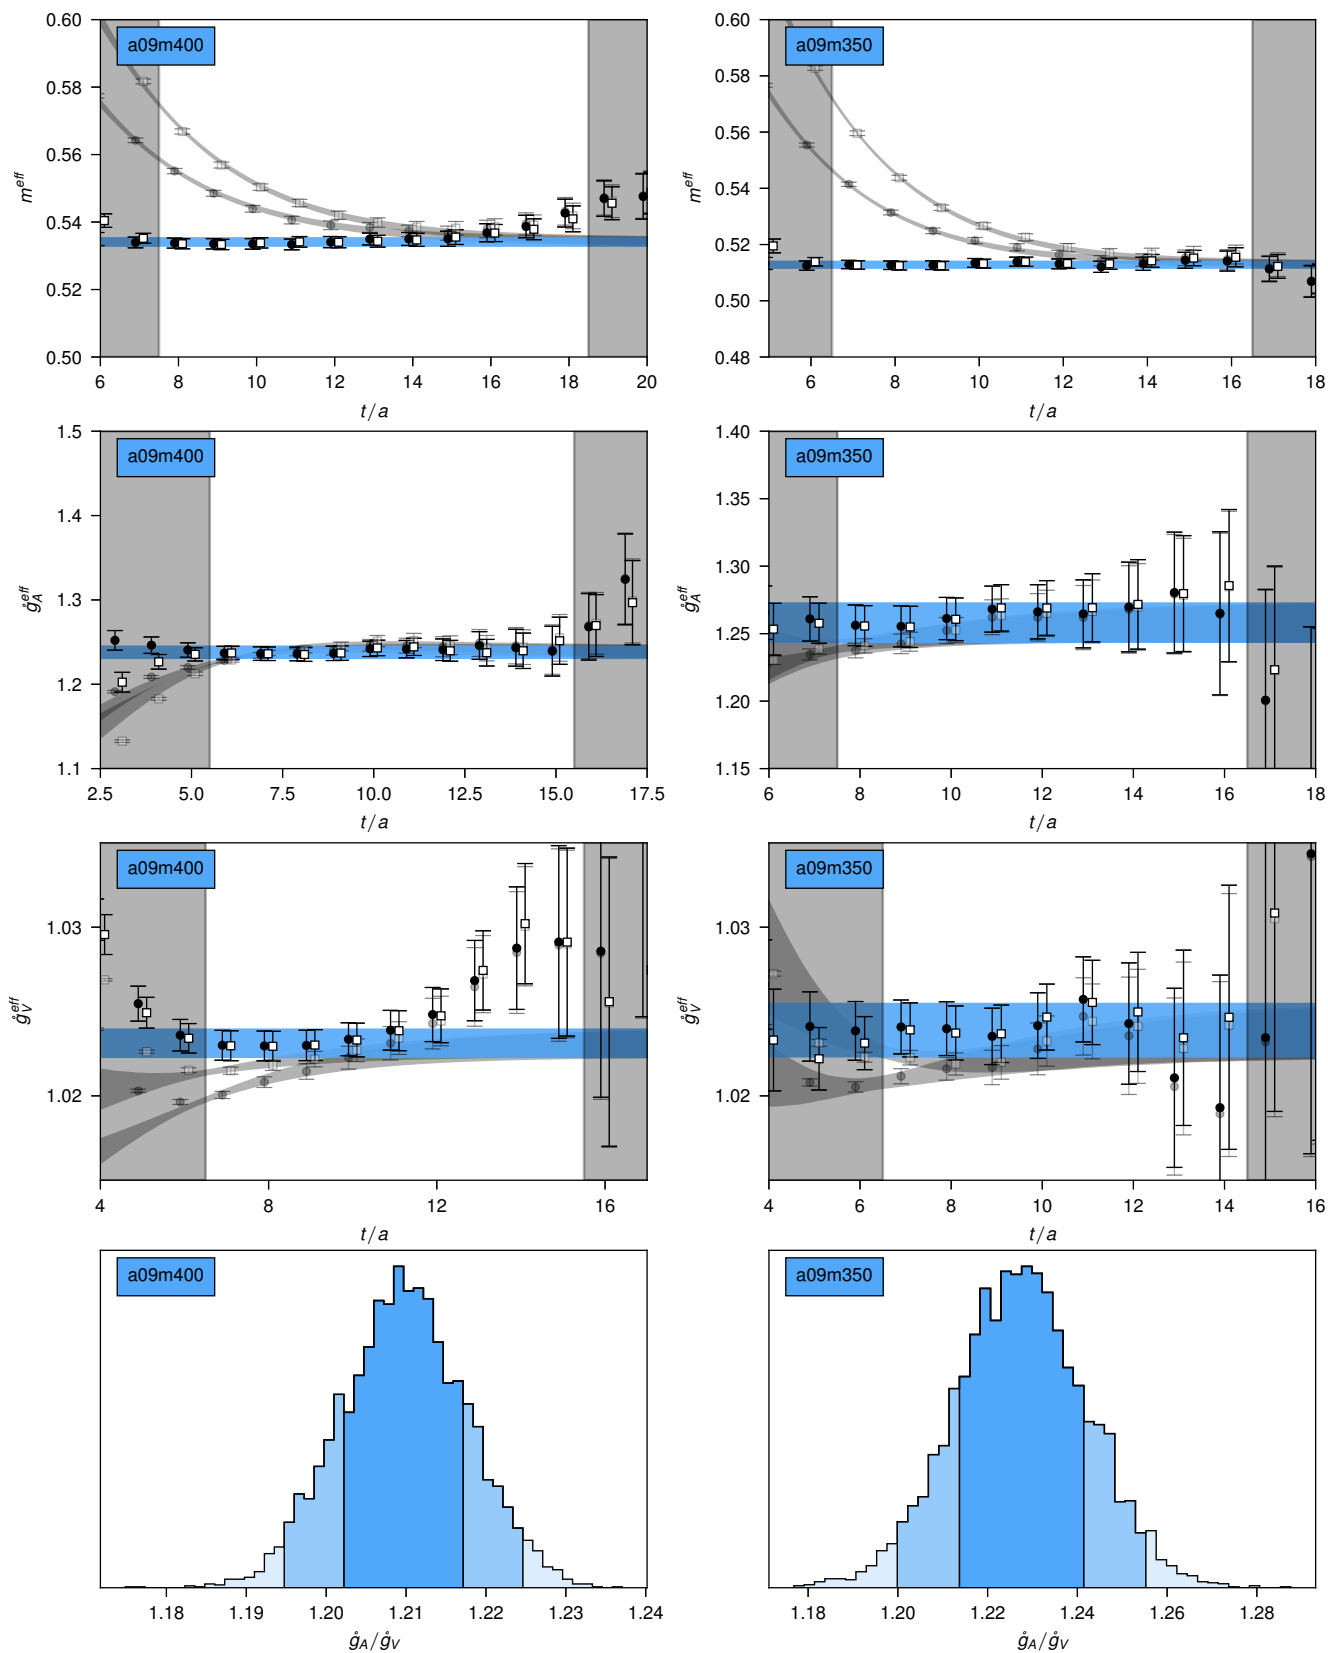 0.60
0.58
0.56
0.54
0.52
0.50
m^eff
a09m400
6 8 10 12 14 16 18 20
t/a
0.60
0.58
0.56
0.54
0.52
0.50
0.48
m^eff
a09m350
6 8 10 12 14 16 18
t/a
1.5
1.4
1.3
1.2
1.1
g̊_A^eff
a09m400
2.5 5.0 7.5 10.0 12.5 15.0 17.5
t/a
1.40
1.35
1.30
1.25
1.20
1.15
g̊_A^eff
a09m350
6 8 10 12 14 16 18
t/a
1.03
1.02
g̊_V^eff
a09m400
4 8 12 16
t/a
1.03
1.02
g̊_V^eff
a09m350
4 6 8 10 12 14 16
t/a
a09m400
1.18 1.19 1.20 1.21 1.22 1.23 1.24
g̊_A/g̊_V
a09m350
1.18 1.20 1.22 1.24 1.26 1.28
g̊_A/g̊_V